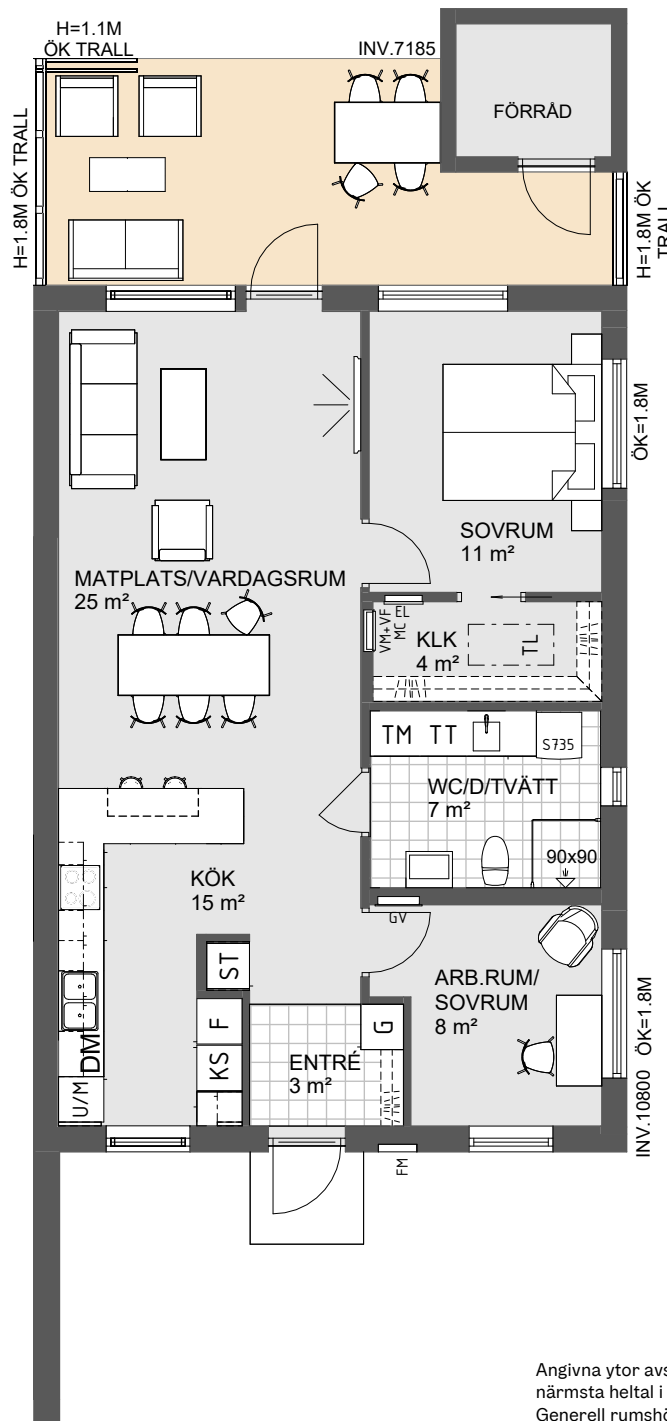 H=1.1M
ÖK TRALL
INV.7185
FÖRRÅD
H=1.8M ÖK TRALL
H=1.8M ÖK
TRALL
ÖK=1.8M
SOVRUM
11 m²
MATPLATS/VARDAGSRUM
25 m²
VM+VF
MC EL
KLK
4 m²
TL
TM TT
S735
WC/D/TVÄTT
7 m²
90x90
KÖK
15 m²
GV
ST
ARB.RUM/
SOVRUM
8 m²
F
G
KS
ENTRÉ
3 m²
DM
U/M
INV.10800 ÖK=1.8M
FM
Angivna ytor avs
närmsta heltal i
Generell rumshö